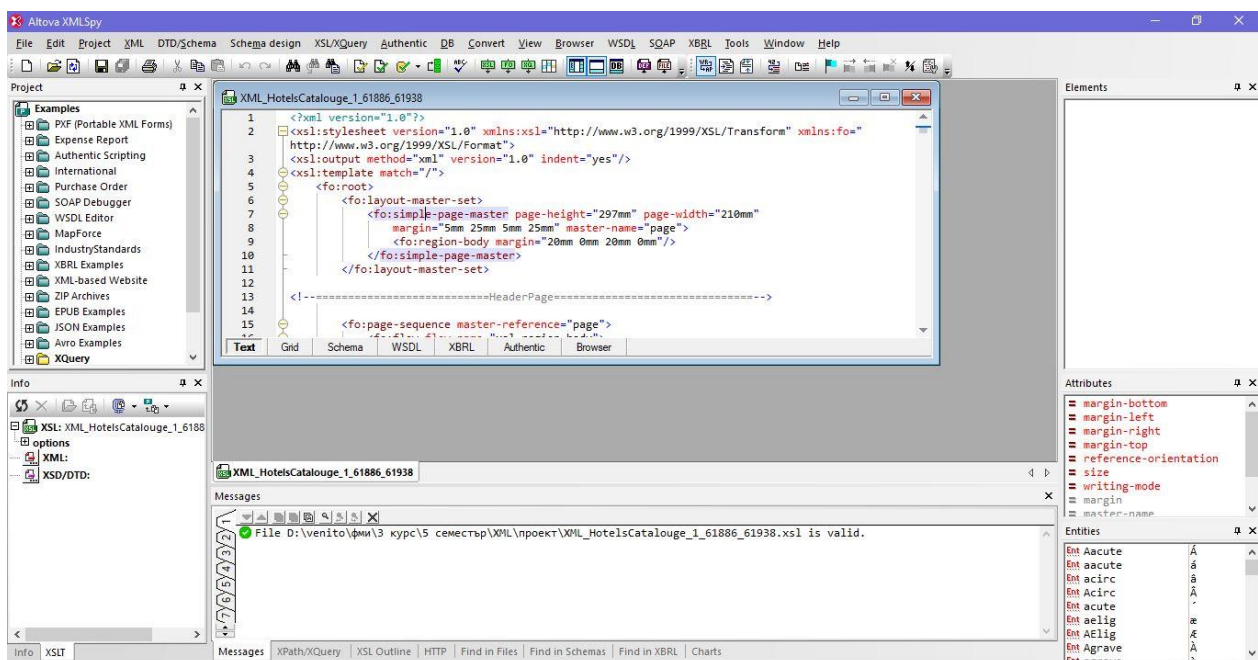 Altova XMLSpy
File Edit Project XML DTD/Schema Schema design XSL/XQuery Authentic DB Convert View Browser WSDL SOAP XBRL Tools Window Help
Project
Examples
PXF (Portable XML Forms)
Expense Report
Authentic Scripting
International
Purchase Order
SOAP Debugger
WSDL Editor
MapForce
IndustryStandards
XBRL Examples
XML-based Website
ZIP Archives
EPUB Examples
JSON Examples
Avro Examples
XQuery
Info
XSL: XML_HotelsCatalouge_1_6188
options
XML:
XSD/DTD:
Info XSLT
XML_HotelsCatalouge_1_61886_61938
1 <?xml version="1.0"?>
2 <xsl:stylesheet version="1.0" xmlns:xsl="http://www.w3.org/1999/XSL/Transform" xmlns:fo="
http://www.w3.org/1999/XSL/Format">
3 <xsl:output method="xml" version="1.0" indent="yes"/>
4 <xsl:template match="/">
5 <fo:root>
6 <fo:layout-master-set>
7 <fo:simple-page-master page-height="297mm" page-width="210mm"
8 margin="5mm 25mm 5mm 25mm" master-name="page">
9 <fo:region-body margin="20mm 0mm 20mm 0mm"/>
10 </fo:simple-page-master>
11 </fo:layout-master-set>
12
13 <!--===========================HeaderPage===============================-->
14
15 <fo:page-sequence master-reference="page">
Text Grid Schema WSDL XBRL Authentic Browser
XML_HotelsCatalouge_1_61886_61938
Messages
File D:\venito\фми\3 курс\5 семестър\XML\проект\XML_HotelsCatalouge_1_61886_61938.xsl is valid.
1
2
3
4
5
6
7
Messages XPath/XQuery XSL Outline HTTP Find in Files Find in Schemas Find in XBRL Charts
Elements
Attributes
= margin-bottom
= margin-left
= margin-right
= margin-top
= reference-orientation
= size
= writing-mode
= margin
= master-name
Entities
Ent Aacute Á
Ent aacute á
Ent acirc â
Ent Acirc Â
Ent acute ´
Ent aelig æ
Ent AElig Æ
Ent Agrave À